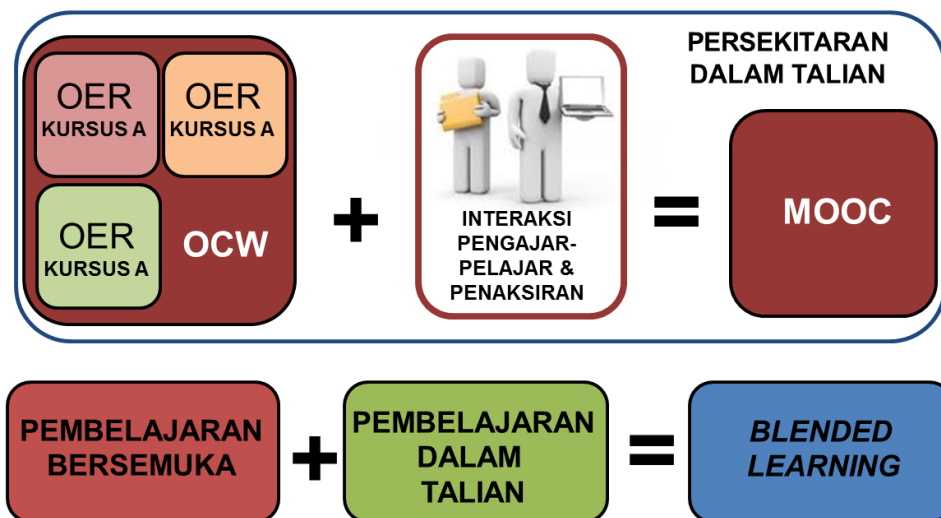 PERSEKITARAN
DALAM TALIAN
OER
KURSUS A
OER
KURSUS A
OER
KURSUS A
OCW
+
INTERAKSI
PENGAJAR-
PELAJAR &
PENAKSIRAN
=
MOOC
PEMBELAJARAN
BERSEMUKA
+
PEMBELAJARAN
DALAM
TALIAN
=
BLENDED
LEARNING